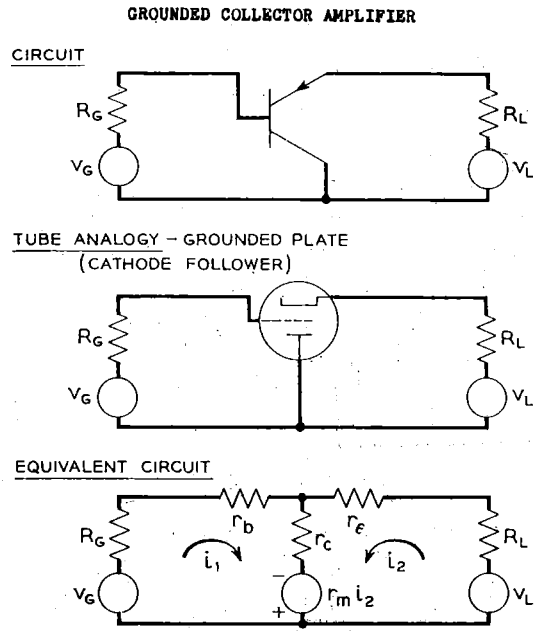 GROUNDED COLLECTOR AMPLIFIER
CIRCUIT
RG
RL
VG
VL
TUBE ANALOGY – GROUNDED PLATE
(CATHODE FOLLOWER)
RG
RL
VG
VL
EQUIVALENT CIRCUIT
rb
rε
RG
rc
RL
i1
i2
VG
− + rm i2
VL